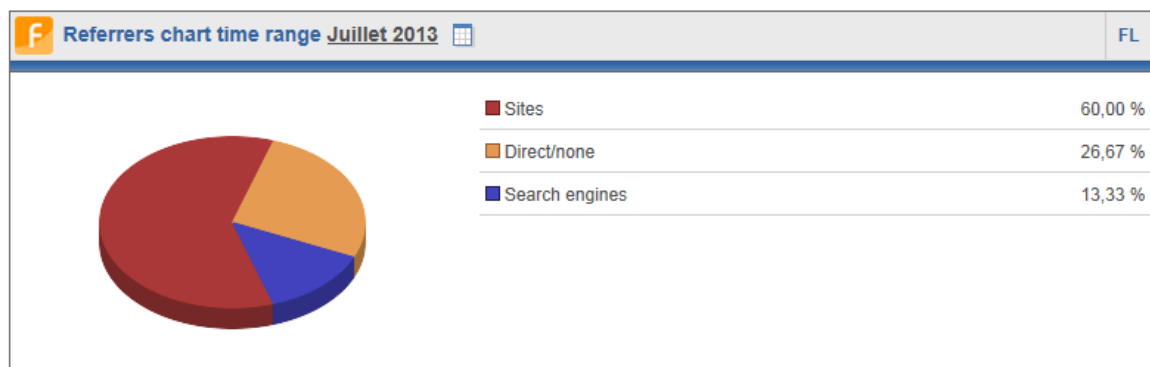 Referrers chart time range Juillet 2013 FL
Sites 60,00 %
Direct/none 26,67 %
Search engines 13,33 %